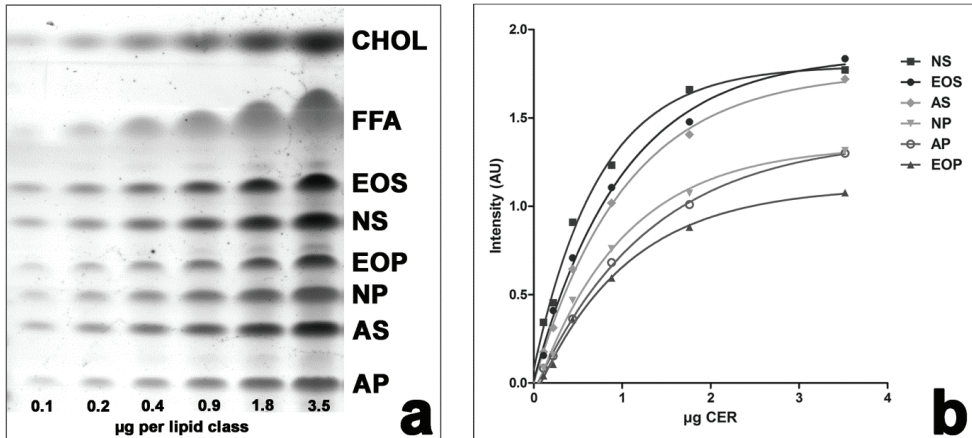 CHOL
FFA
EOS
NS
EOP
NP
AS
AP
0.1 0.2 0.4 0.9 1.8 3.5
µg per lipid class
a
2.0
1.5
1.0
0.5
0.0
0 1 2 3 4
Intensity (AU)
µg CER
NS
EOS
AS
NP
AP
EOP
b